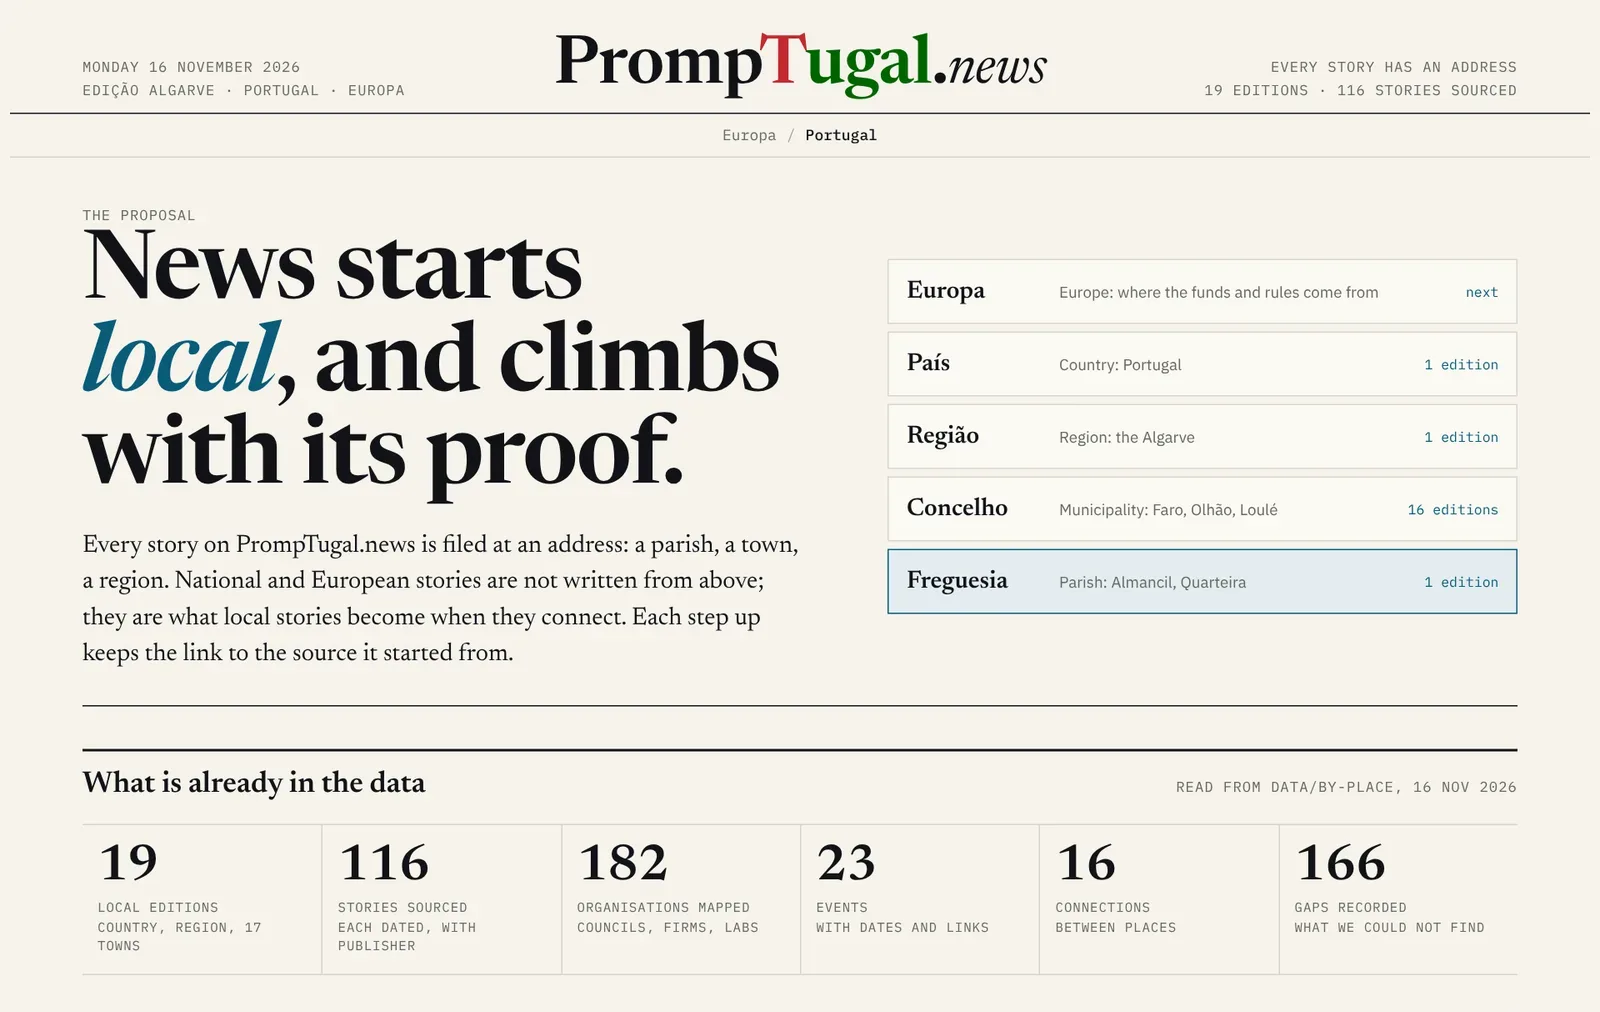 MONDAY 16 NOVEMBER 2026
EDIÇÃO ALGARVE · PORTUGAL · EUROPA
PrompTugal.news
EVERY STORY HAS AN ADDRESS
19 EDITIONS · 116 STORIES SOURCED
Europa / Portugal
THE PROPOSAL
News starts
local, and climbs
with its proof.
Every story on PrompTugal.news is filed at an address: a parish, a town,
a region. National and European stories are not written from above;
they are what local stories become when they connect. Each step up
keeps the link to the source it started from.
Europa Europe: where the funds and rules come from next
País Country: Portugal 1 edition
Região Region: the Algarve 1 edition
Concelho Municipality: Faro, Olhão, Loulé 16 editions
Freguesia Parish: Almancil, Quarteira 1 edition
What is already in the data
READ FROM DATA/BY-PLACE, 16 NOV 2026
19
LOCAL EDITIONS
COUNTRY, REGION, 17
TOWNS
116
STORIES SOURCED
EACH DATED, WITH
PUBLISHER
182
ORGANISATIONS MAPPED
COUNCILS, FIRMS, LABS
23
EVENTS
WITH DATES AND LINKS
16
CONNECTIONS
BETWEEN PLACES
166
GAPS RECORDED
WHAT WE COULD NOT FIND